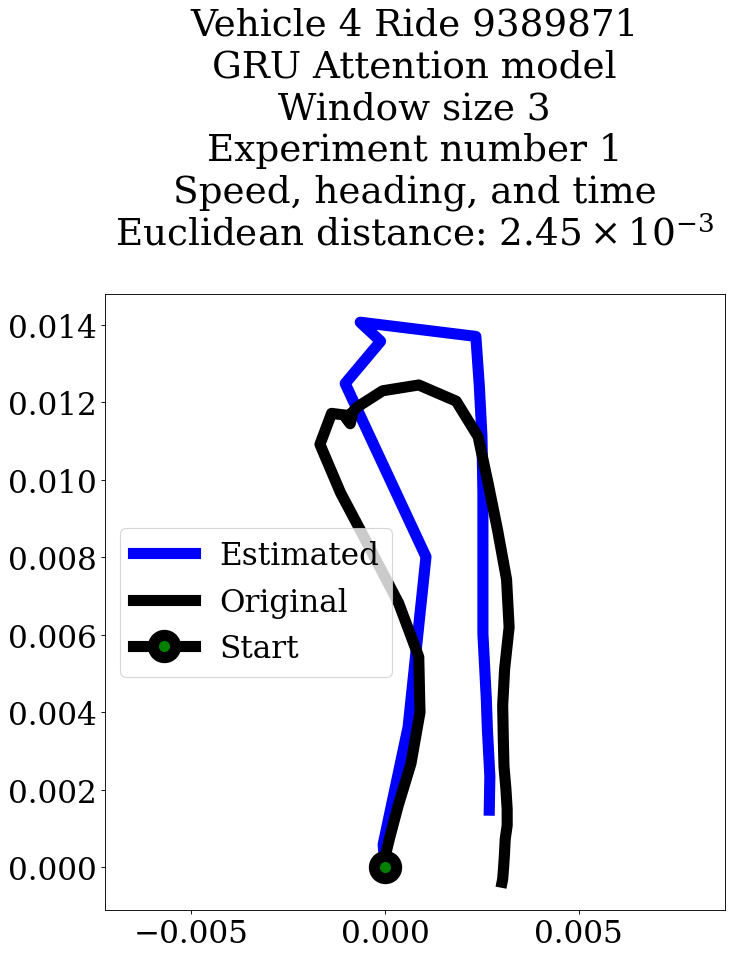 Vehicle 4 Ride 9389871
GRU Attention model
Window size 3
Experiment number 1
Speed, heading, and time
Euclidean distance: 2.45 × 10⁻³
0.014
0.012
0.010
0.008
0.006
0.004
0.002
0.000
Estimated
Original
Start
−0.005 0.000 0.005